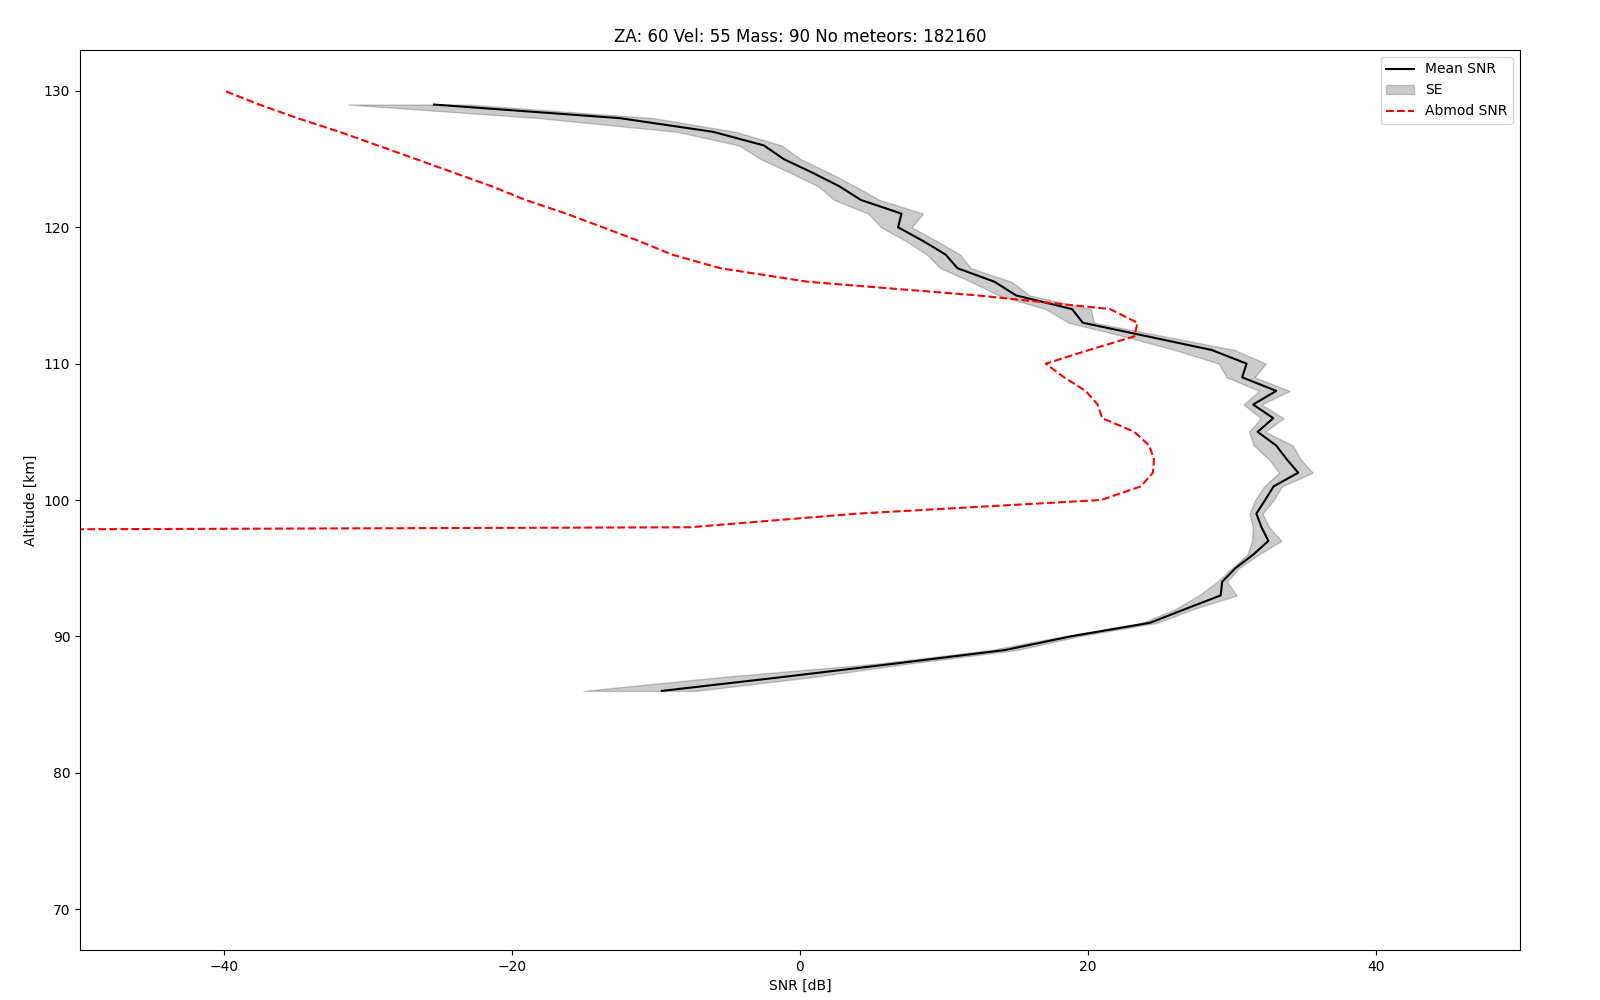 ZA: 60 Vel: 55 Mass: 90 No meteors: 182160
Mean SNR
SE
Abmod SNR
Altitude [km]
130
120
110
100
90
80
70
−40
−20
0
20
40
SNR [dB]